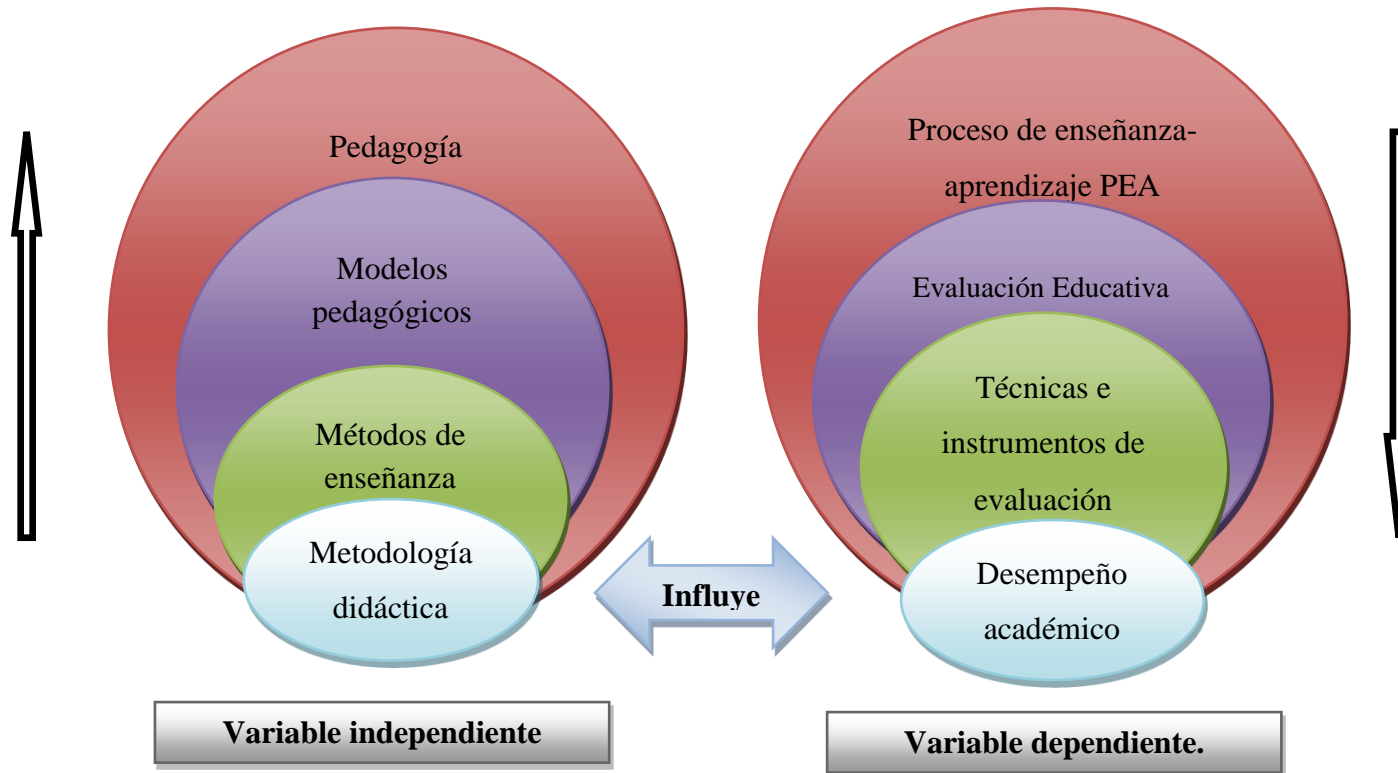 Pedagogía
Modelos
pedagógicos
Métodos de
enseñanza
Metodología
didáctica
Variable independiente
Influye
Proceso de enseñanza-
aprendizaje PEA
Evaluación Educativa
Técnicas e
instrumentos de
evaluación
Desempeño
académico
Variable dependiente.